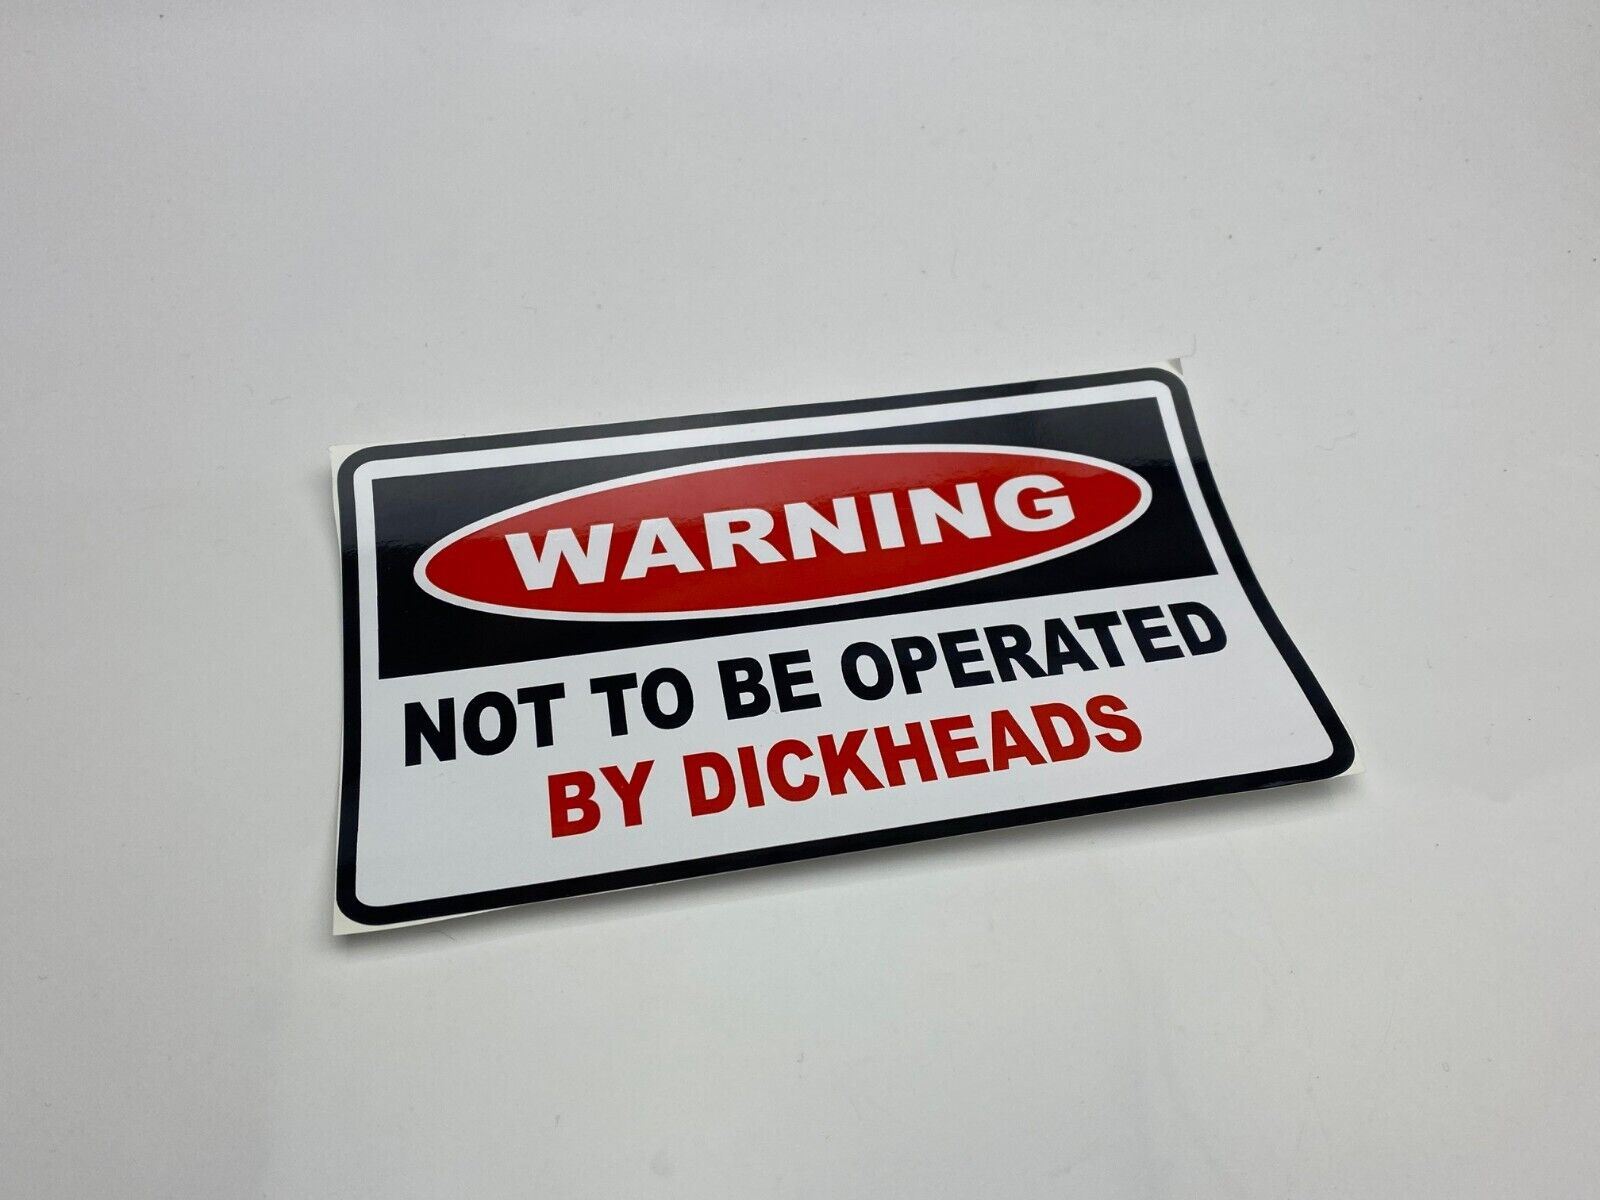 WARNING
NOT TO BE OPERATED
BY DICKHEADS